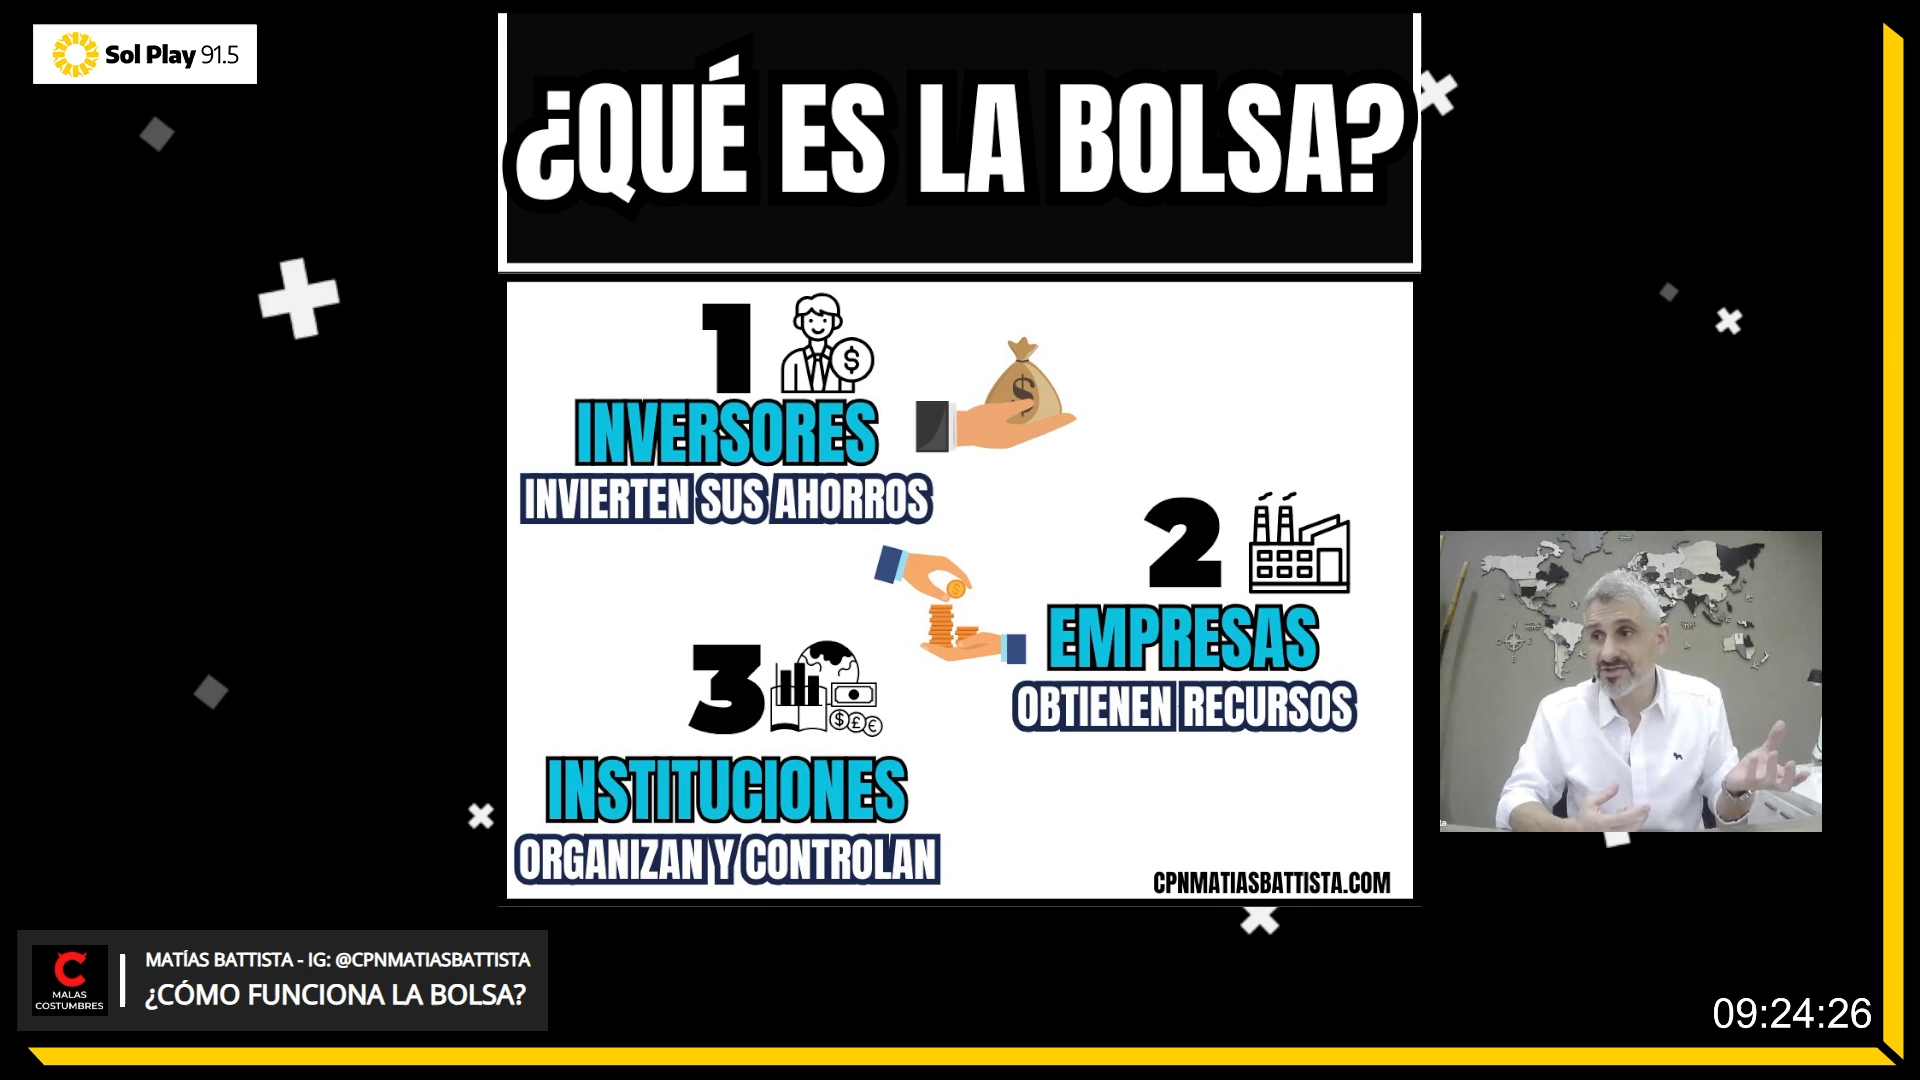 Sol Play 91.5
¿QUÉ ES LA BOLSA?
1
INVERSORES
INVIERTEN SUS AHORROS
2
EMPRESAS
OBTIENEN RECURSOS
3
INSTITUCIONES
ORGANIZAN Y CONTROLAN
CPNMATIASBATTISTA.COM
C
MALAS
COSTUMBRES
MATÍAS BATTISTA - IG: @CPNMATIASBATTISTA
¿CÓMO FUNCIONA LA BOLSA?
09:24:26